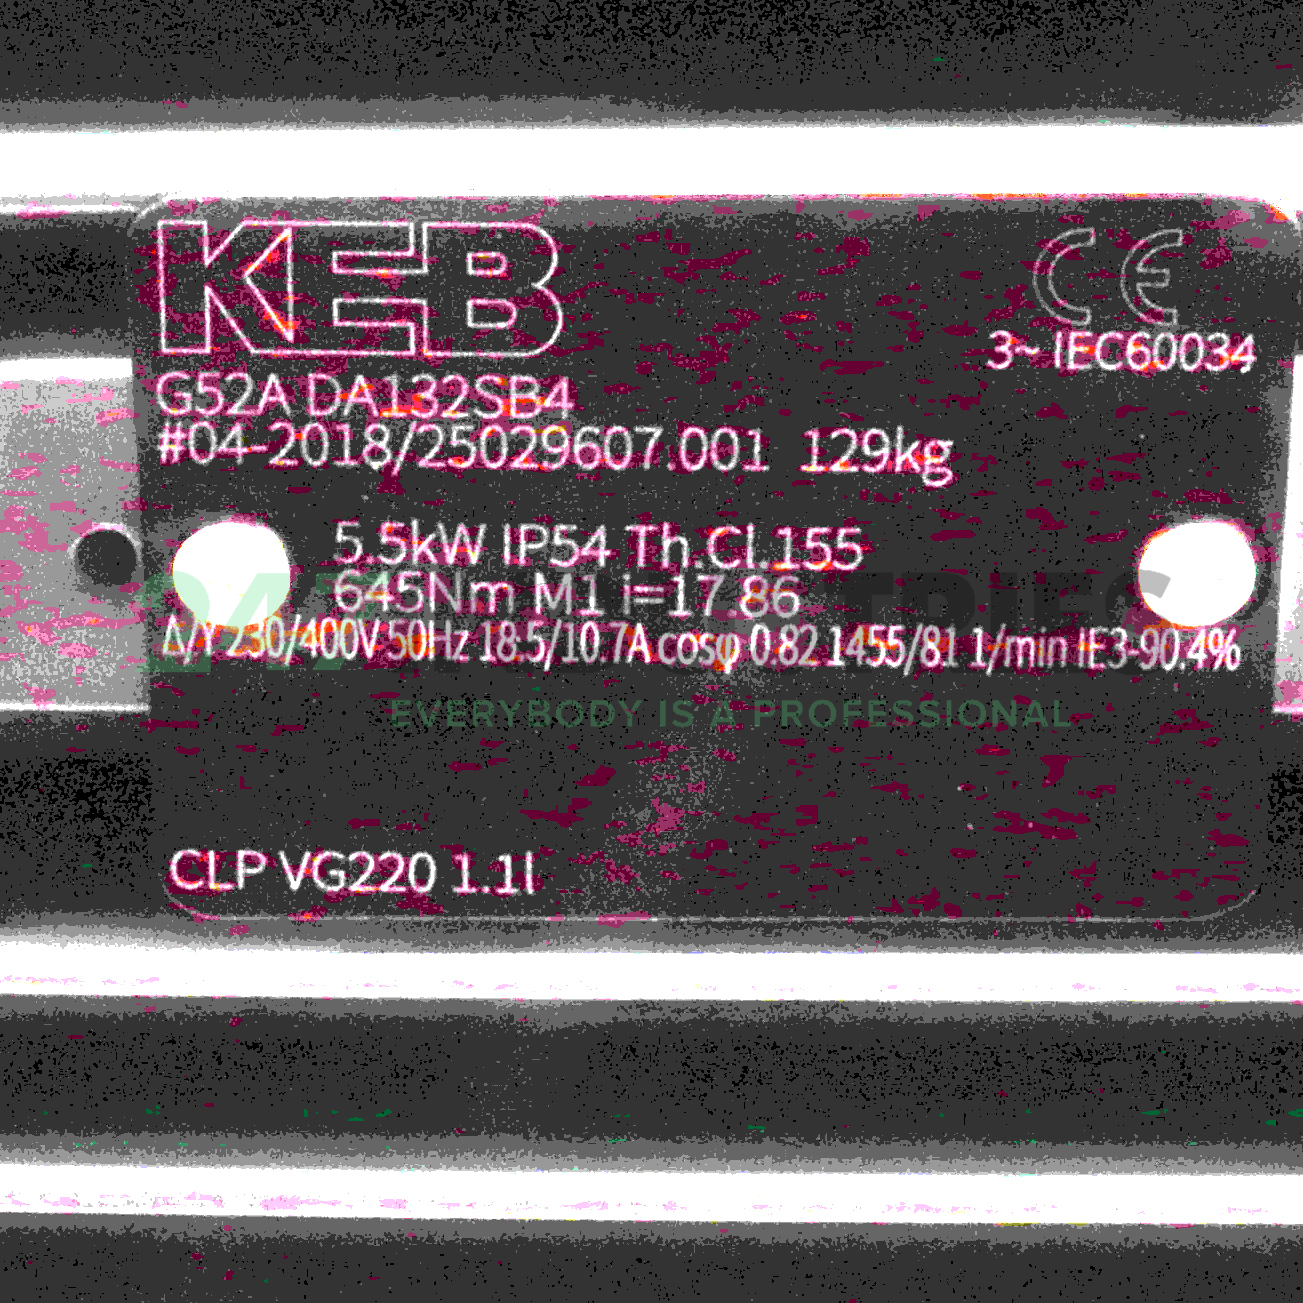 KEB
CE
3~ IEC60034
G52A DA132SB4
#04-2018/25029607.001 129kg
5.5kW IP54 Th.Cl.155
645Nm M1 i=17.86
Δ/Y 230/400V 50Hz 18.5/10.7A cosφ 0.82 1455/81 1/min IE3-90.4%
EVERYBODY IS A PROFESSIONAL
CLP VG220 1.1l